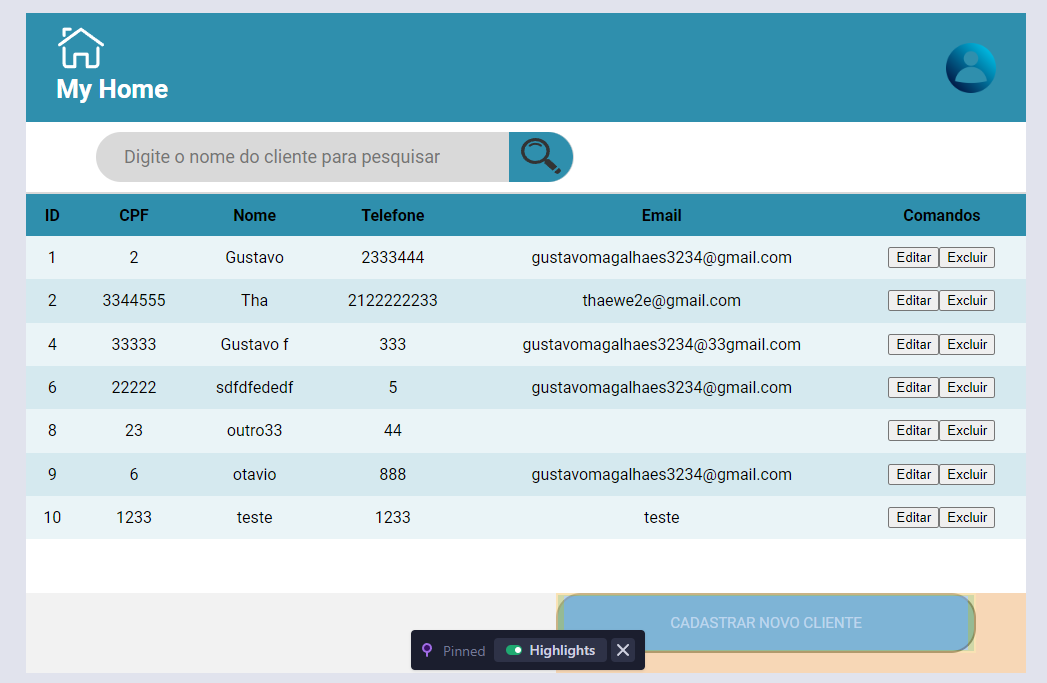 My Home
Digite o nome do cliente para pesquisar
ID CPF Nome Telefone Email Comandos
1 2 Gustavo 2333444 gustavomagalhaes3234@gmail.com Editar Excluir
2 3344555 Tha 2122222233 thaewe2e@gmail.com Editar Excluir
4 33333 Gustavo f 333 gustavomagalhaes3234@33gmail.com Editar Excluir
6 22222 sdfdfededf 5 gustavomagalhaes3234@gmail.com Editar Excluir
8 23 outro33 44 Editar Excluir
9 6 otavio 888 gustavomagalhaes3234@gmail.com Editar Excluir
10 1233 teste 1233 teste Editar Excluir
CADASTRAR NOVO CLIENTE
Pinned Highlights